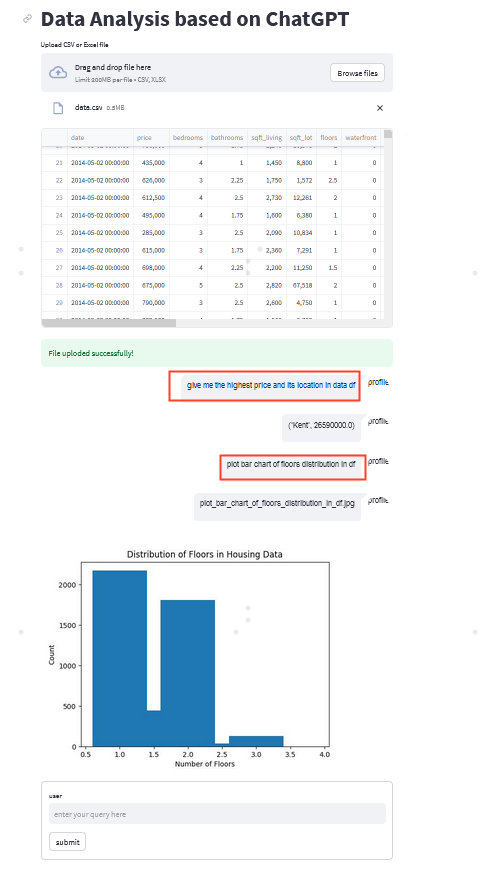 Data Analysis based on ChatGPT
Upload CSV or Excel file
Drag and drop file here
Limit 200MB per file • CSV, XLSX
Browse files
data.csv 0.5MB
date price bedrooms bathrooms sqft_living sqft_lot floors waterfront
21 2014-05-02 00:00:00 435,000 4 1 1,450 8,800 1 0
22 2014-05-02 00:00:00 626,000 3 2.25 1,750 1,572 2.5 0
23 2014-05-02 00:00:00 612,500 4 2.5 2,730 12,261 2 0
24 2014-05-02 00:00:00 495,000 4 1.75 1,600 6,380 1 0
25 2014-05-02 00:00:00 285,000 3 2.5 2,090 10,834 1 0
26 2014-05-02 00:00:00 615,000 3 1.75 2,360 7,291 1 0
27 2014-05-02 00:00:00 698,000 4 2.25 2,200 11,250 1.5 0
28 2014-05-02 00:00:00 675,000 5 2.5 2,820 67,518 2 0
29 2014-05-02 00:00:00 790,000 3 2.5 2,600 4,750 1 0
File uploded successfully!
give me the highest price and its location in data df
profile
('Kent', 26590000.0)
profile
plot bar chart of floors distribution in df
profile
plot_bar_chart_of_floors_distribution_in_df.jpg
profile
Distribution of Floors in Housing Data
2000
1500
1000
500
0
Count
0.5 1.0 1.5 2.0 2.5 3.0 3.5 4.0
Number of Floors
user
enter your query here
submit